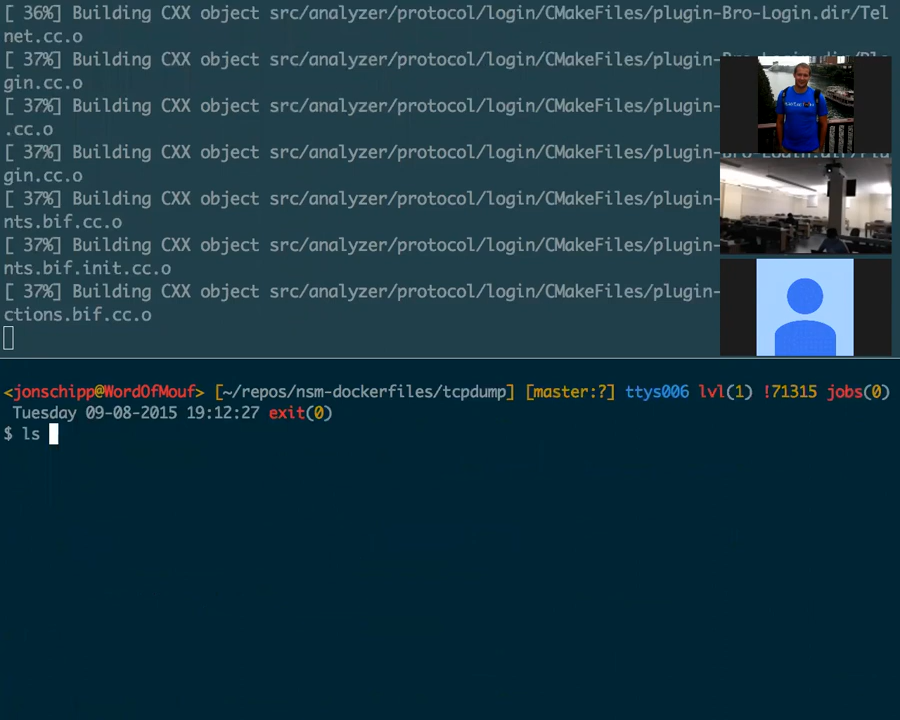 [ 36%] Building CXX object src/analyzer/protocol/login/CMakeFiles/plugin-Bro-Login.dir/Tel
net.cc.o
[ 37%] Building CXX object src/analyzer/protocol/login/CMakeFiles/plugin-
gin.cc.o
[ 37%] Building CXX object src/analyzer/protocol/login/CMakeFiles/plugin-
.cc.o
[ 37%] Building CXX object src/analyzer/protocol/login/CMakeFiles/plugin-Bro-Login.dir/Plu
gin.cc.o
[ 37%] Building CXX object src/analyzer/protocol/login/CMakeFiles/plugin-
nts.bif.cc.o
[ 37%] Building CXX object src/analyzer/protocol/login/CMakeFiles/plugin-
nts.bif.init.cc.o
[ 37%] Building CXX object src/analyzer/protocol/login/CMakeFiles/plugin-
ctions.bif.cc.o
<jonschipp@WordOfMouf> [~/repos/nsm-dockerfiles/tcpdump] [master:?] ttys006 lvl(1) !71315 jobs(0)
Tuesday 09-08-2015 19:12:27 exit(0)
$ ls